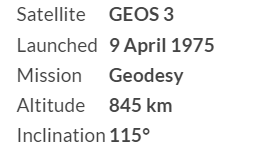 Satellite GEOS 3
Launched 9 April 1975
Mission Geodesy
Altitude 845 km
Inclination 115°